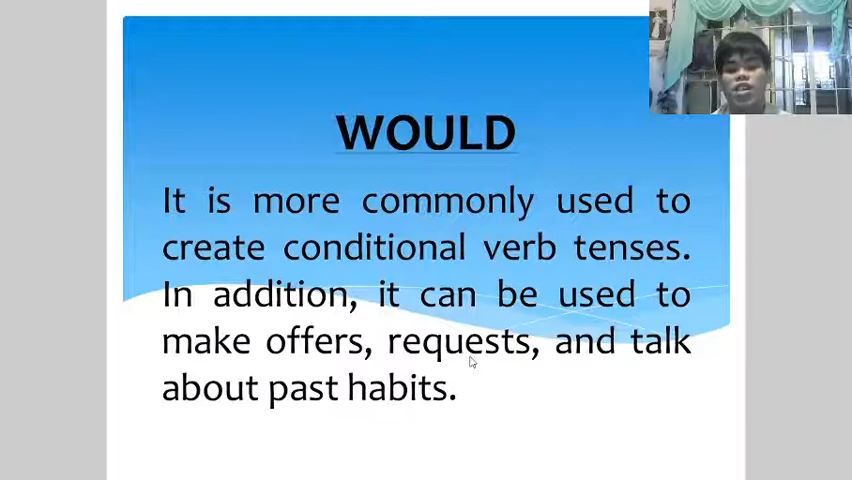 WOULD
It is more commonly used to
create conditional verb tenses.
In addition, it can be used to
make offers, requests, and talk
about past habits.